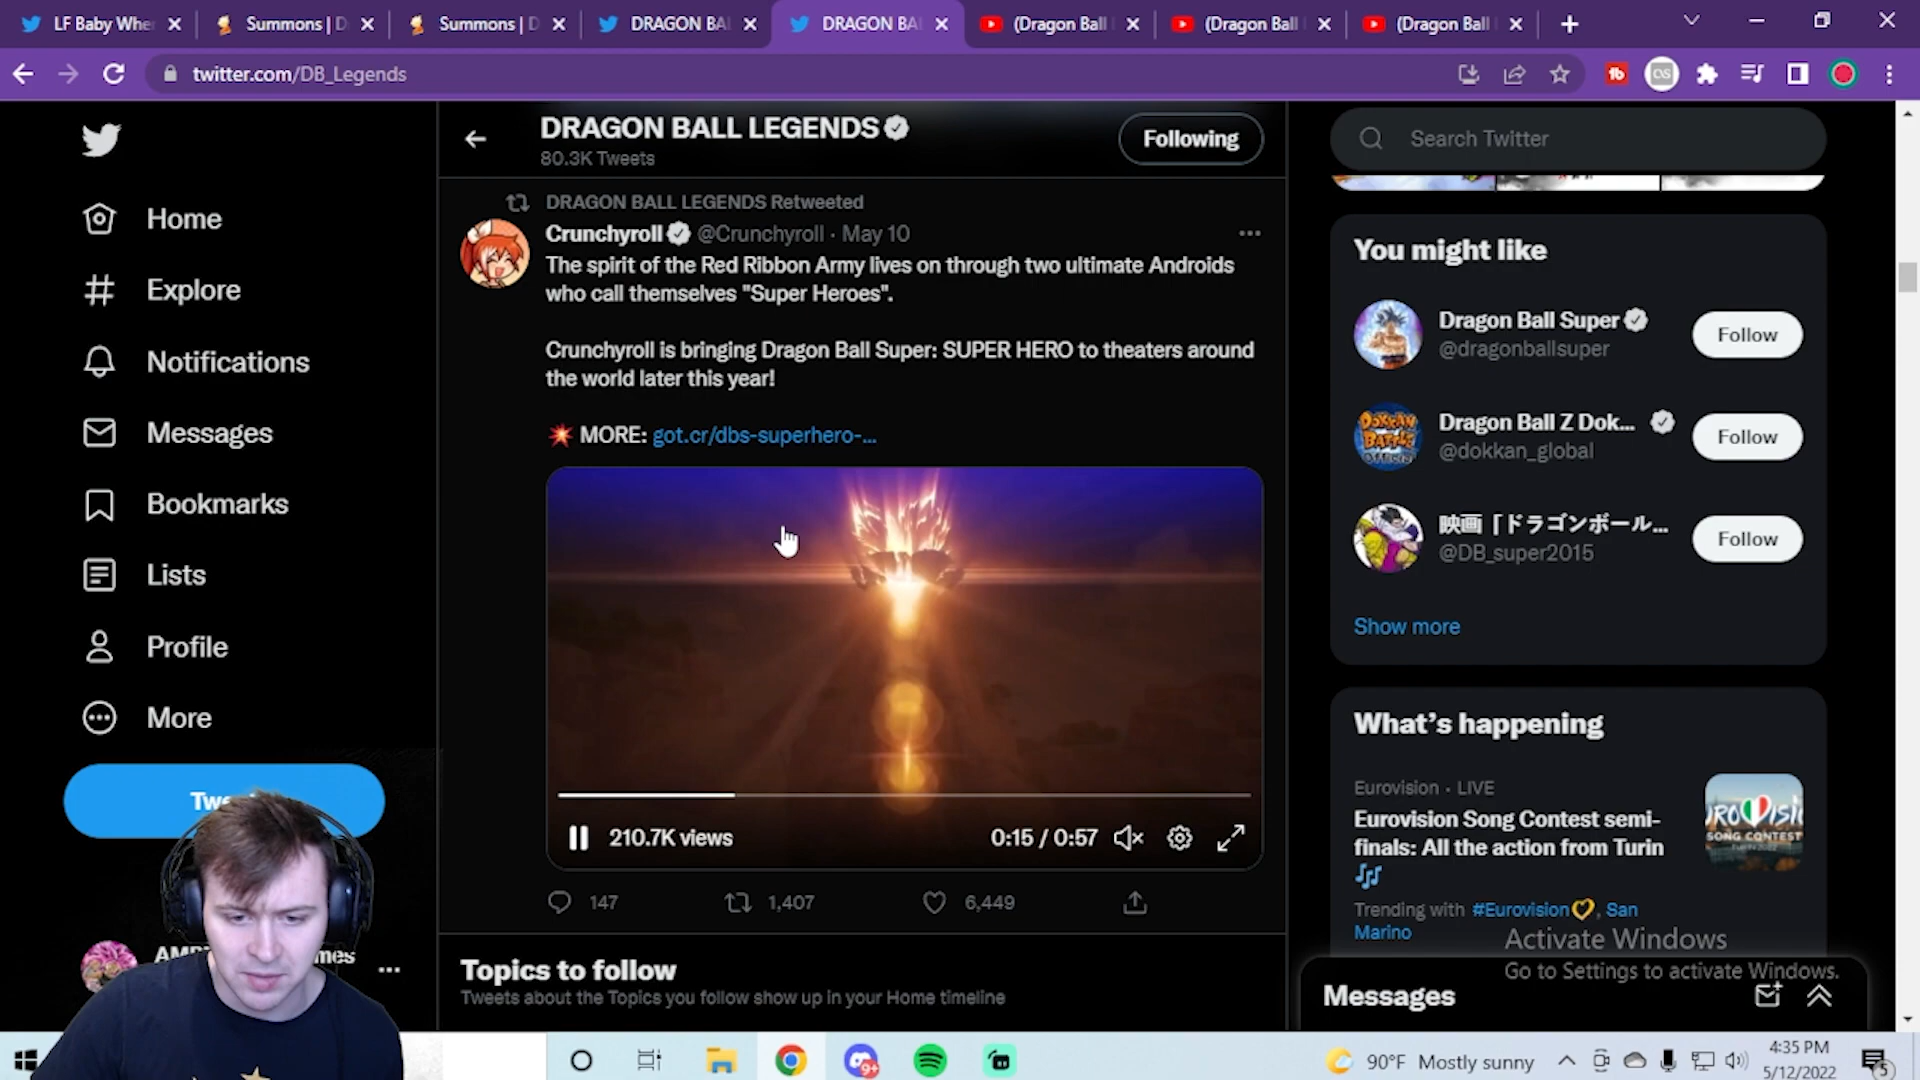 LF Baby Whe
Summons | D
Summons | D
DRAGON BAL
DRAGON BAL
(Dragon Ball
(Dragon Ball
(Dragon Ball
twitter.com/DB_Legends
DRAGON BALL LEGENDS
80.3K Tweets
Following
Search Twitter
Home
Explore
Notifications
Messages
Bookmarks
Lists
Profile
More
DRAGON BALL LEGENDS Retweeted
Crunchyroll @Crunchyroll · May 10
The spirit of the Red Ribbon Army lives on through two ultimate Androids
who call themselves "Super Heroes".
Crunchyroll is bringing Dragon Ball Super: SUPER HERO to theaters around
the world later this year!
💥 MORE: got.cr/dbs-superhero-...
210.7K views
0:15 / 0:57
147
1,407
6,449
Topics to follow
Tweets about the Topics you follow show up in your Home timeline
You might like
Dragon Ball Super
@dragonballsuper
Follow
DOKKAN
BATTLE
Dragon Ball Z Dok...
@dokkan_global
Follow
映画「ドラゴンボール...
@DB_super2015
Follow
Show more
What's happening
Eurovision · LIVE
Eurovision Song Contest semi-
finals: All the action from Turin
🎶
SONG CONTEST
Trending with #Eurovision💛, San
Marino
Activate Windows
Go to Settings to activate Windows.
Messages
9+
90°F Mostly sunny
4:35 PM
5/12/2022
5